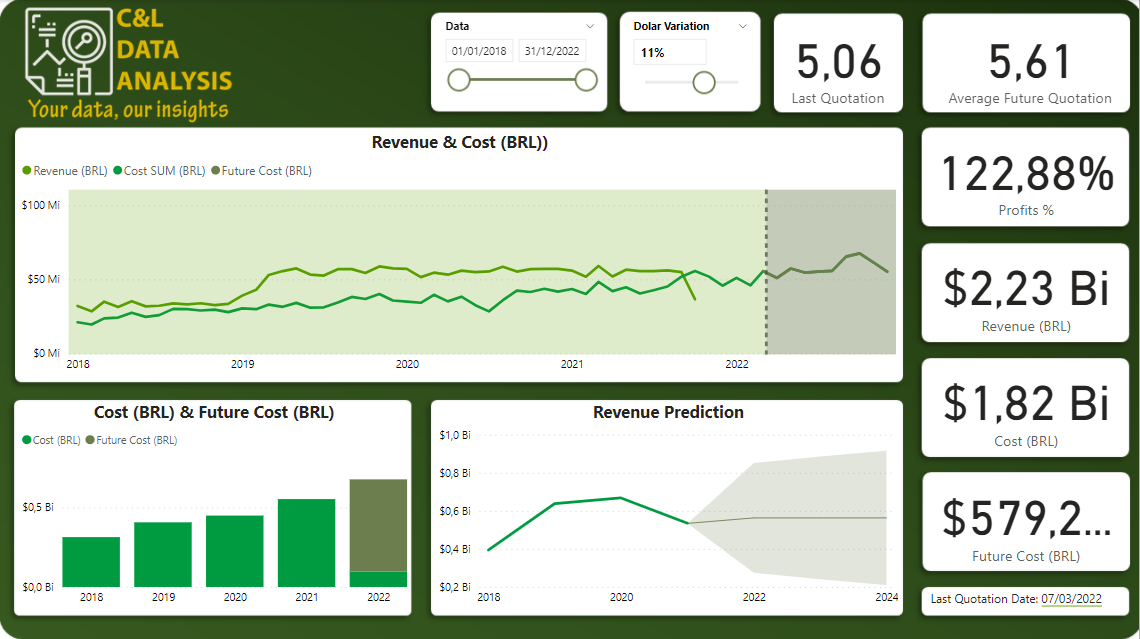 C&L
DATA
ANALYSIS
Your data, our insights
Data
01/01/2018 31/12/2022
Dolar Variation
11%
5,06
Last Quotation
5,61
Average Future Quotation
Revenue & Cost (BRL))
Revenue (BRL) Cost SUM (BRL) Future Cost (BRL)
$100 Mi
$50 Mi
$0 Mi
2018 2019 2020 2021 2022
122,88%
Profits %
$2,23 Bi
Revenue (BRL)
$1,82 Bi
Cost (BRL)
$579,2...
Future Cost (BRL)
Last Quotation Date: 07/03/2022
Cost (BRL) & Future Cost (BRL)
Cost (BRL) Future Cost (BRL)
$0,5 Bi
$0,0 Bi
2018 2019 2020 2021 2022
Revenue Prediction
$1,0 Bi
$0,8 Bi
$0,6 Bi
$0,4 Bi
$0,2 Bi
2018 2020 2022 2024